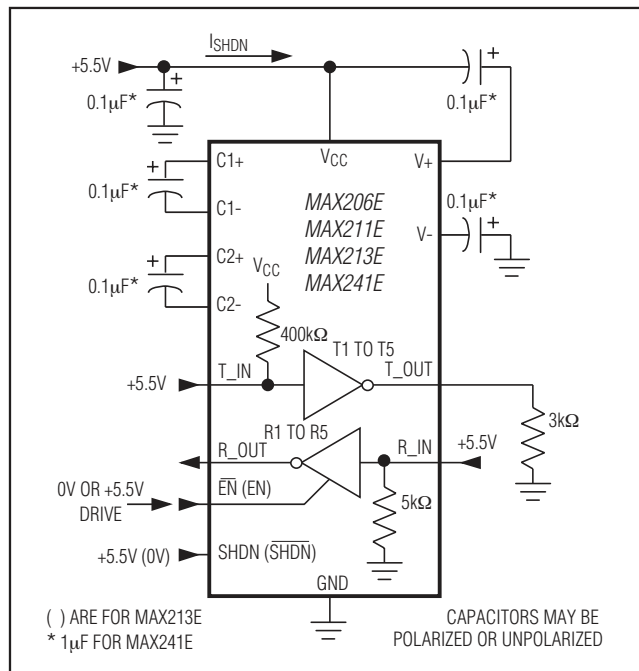 I_SHDN
+
+
+5.5V
0.1µF*
0.1µF*
V_CC
V+
+
C1+
0.1µF*
C1-
MAX206E
MAX211E
MAX213E
MAX241E
0.1µF*
V-
+
+
C2+
0.1µF*
C2-
V_CC
400kΩ
T1 TO T5
T_IN
T_OUT
+5.5V
3kΩ
R1 TO R5
R_OUT
R_IN
+5.5V
0V OR +5.5V
DRIVE
E̅N̅ (EN)
5kΩ
+5.5V (0V)
SHDN (S̅H̅D̅N̅)
GND
( ) ARE FOR MAX213E
* 1µF FOR MAX241E
CAPACITORS MAY BE
POLARIZED OR UNPOLARIZED